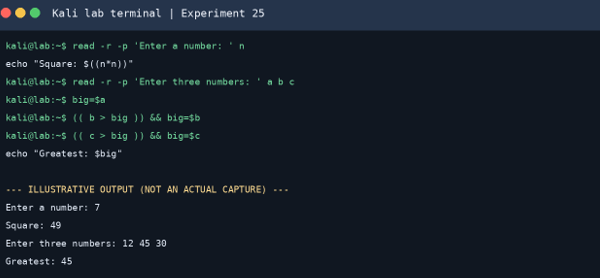 Kali lab terminal | Experiment 25
kali@lab:~$ read -r -p 'Enter a number: ' n
echo "Square: $((n*n))"
kali@lab:~$ read -r -p 'Enter three numbers: ' a b c
kali@lab:~$ big=$a
kali@lab:~$ (( b > big )) && big=$b
kali@lab:~$ (( c > big )) && big=$c
echo "Greatest: $big"
--- ILLUSTRATIVE OUTPUT (NOT AN ACTUAL CAPTURE) ---
Enter a number: 7
Square: 49
Enter three numbers: 12 45 30
Greatest: 45